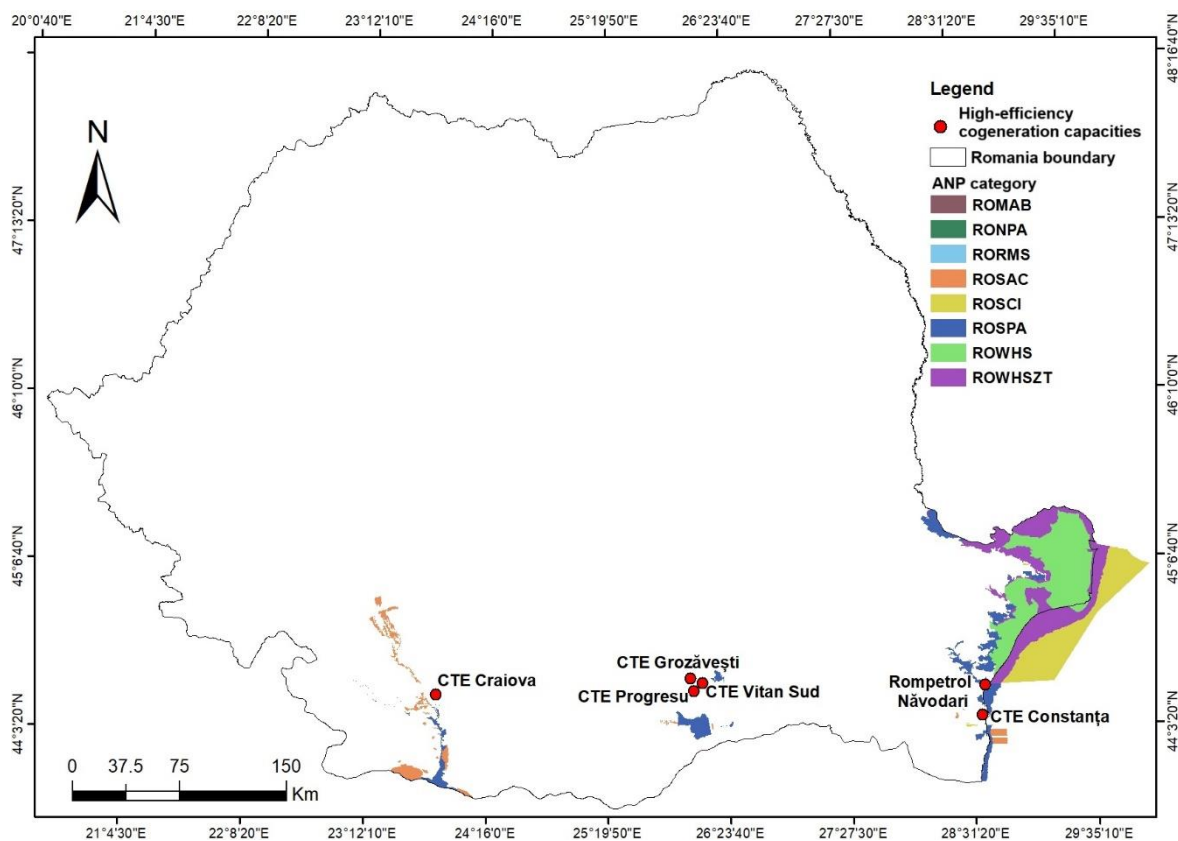 20°0'40"E 21°4'30"E 22°8'20"E 23°12'10"E 24°16'0"E 25°19'50"E 26°23'40"E 27°27'30"E 28°31'20"E 29°35'10"E
48°16'40"N
47°13'20"N
46°10'0"N
45°6'40"N
44°3'20"N
N
Legend
High-efficiency
cogeneration capacities
Romania boundary
ANP category
ROMAB
RONPA
RORMS
ROSAC
ROSCI
ROSPA
ROWHS
ROWHSZT
47°13'20"N
46°10'0"N
45°6'40"N
44°3'20"N
CTE Craiova
CTE Grozăvești
CTE Progresu
CTE Vitan Sud
Rompetrol
Năvodari
CTE Constanța
0 37.5 75 150
Km
21°4'30"E 22°8'20"E 23°12'10"E 24°16'0"E 25°19'50"E 26°23'40"E 27°27'30"E 28°31'20"E 29°35'10"E